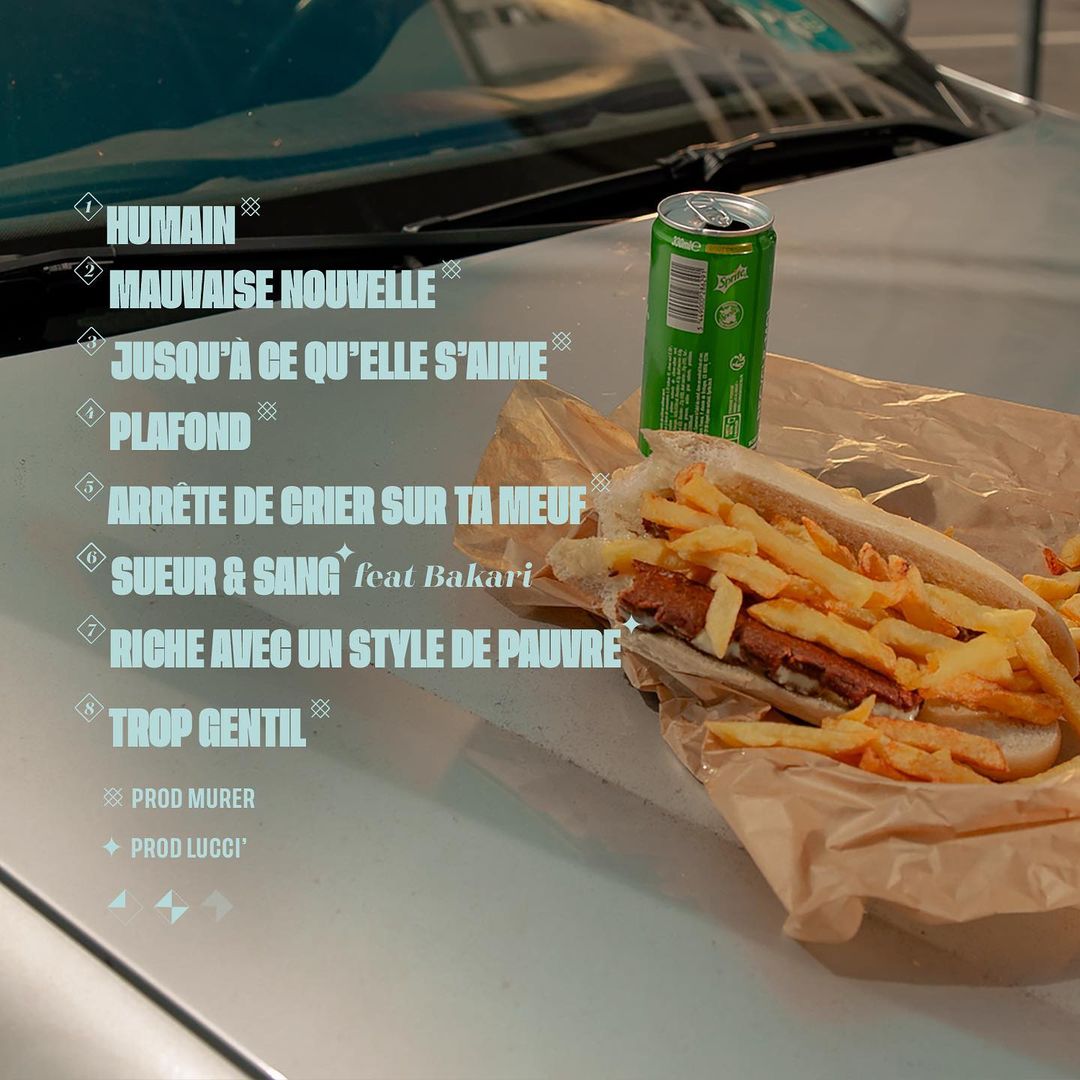 1 HUMAIN
2 MAUVAISE NOUVELLE
3 JUSQU'À CE QU'ELLE S'AIME
4 PLAFOND
5 ARRÊTE DE CRIER SUR TA MEUF
6 SUEUR & SANG feat Bakari
7 RICHE AVEC UN STYLE DE PAUVRE
8 TROP GENTIL
PROD MURER
PROD LUCCI'
330ml e
Sprite